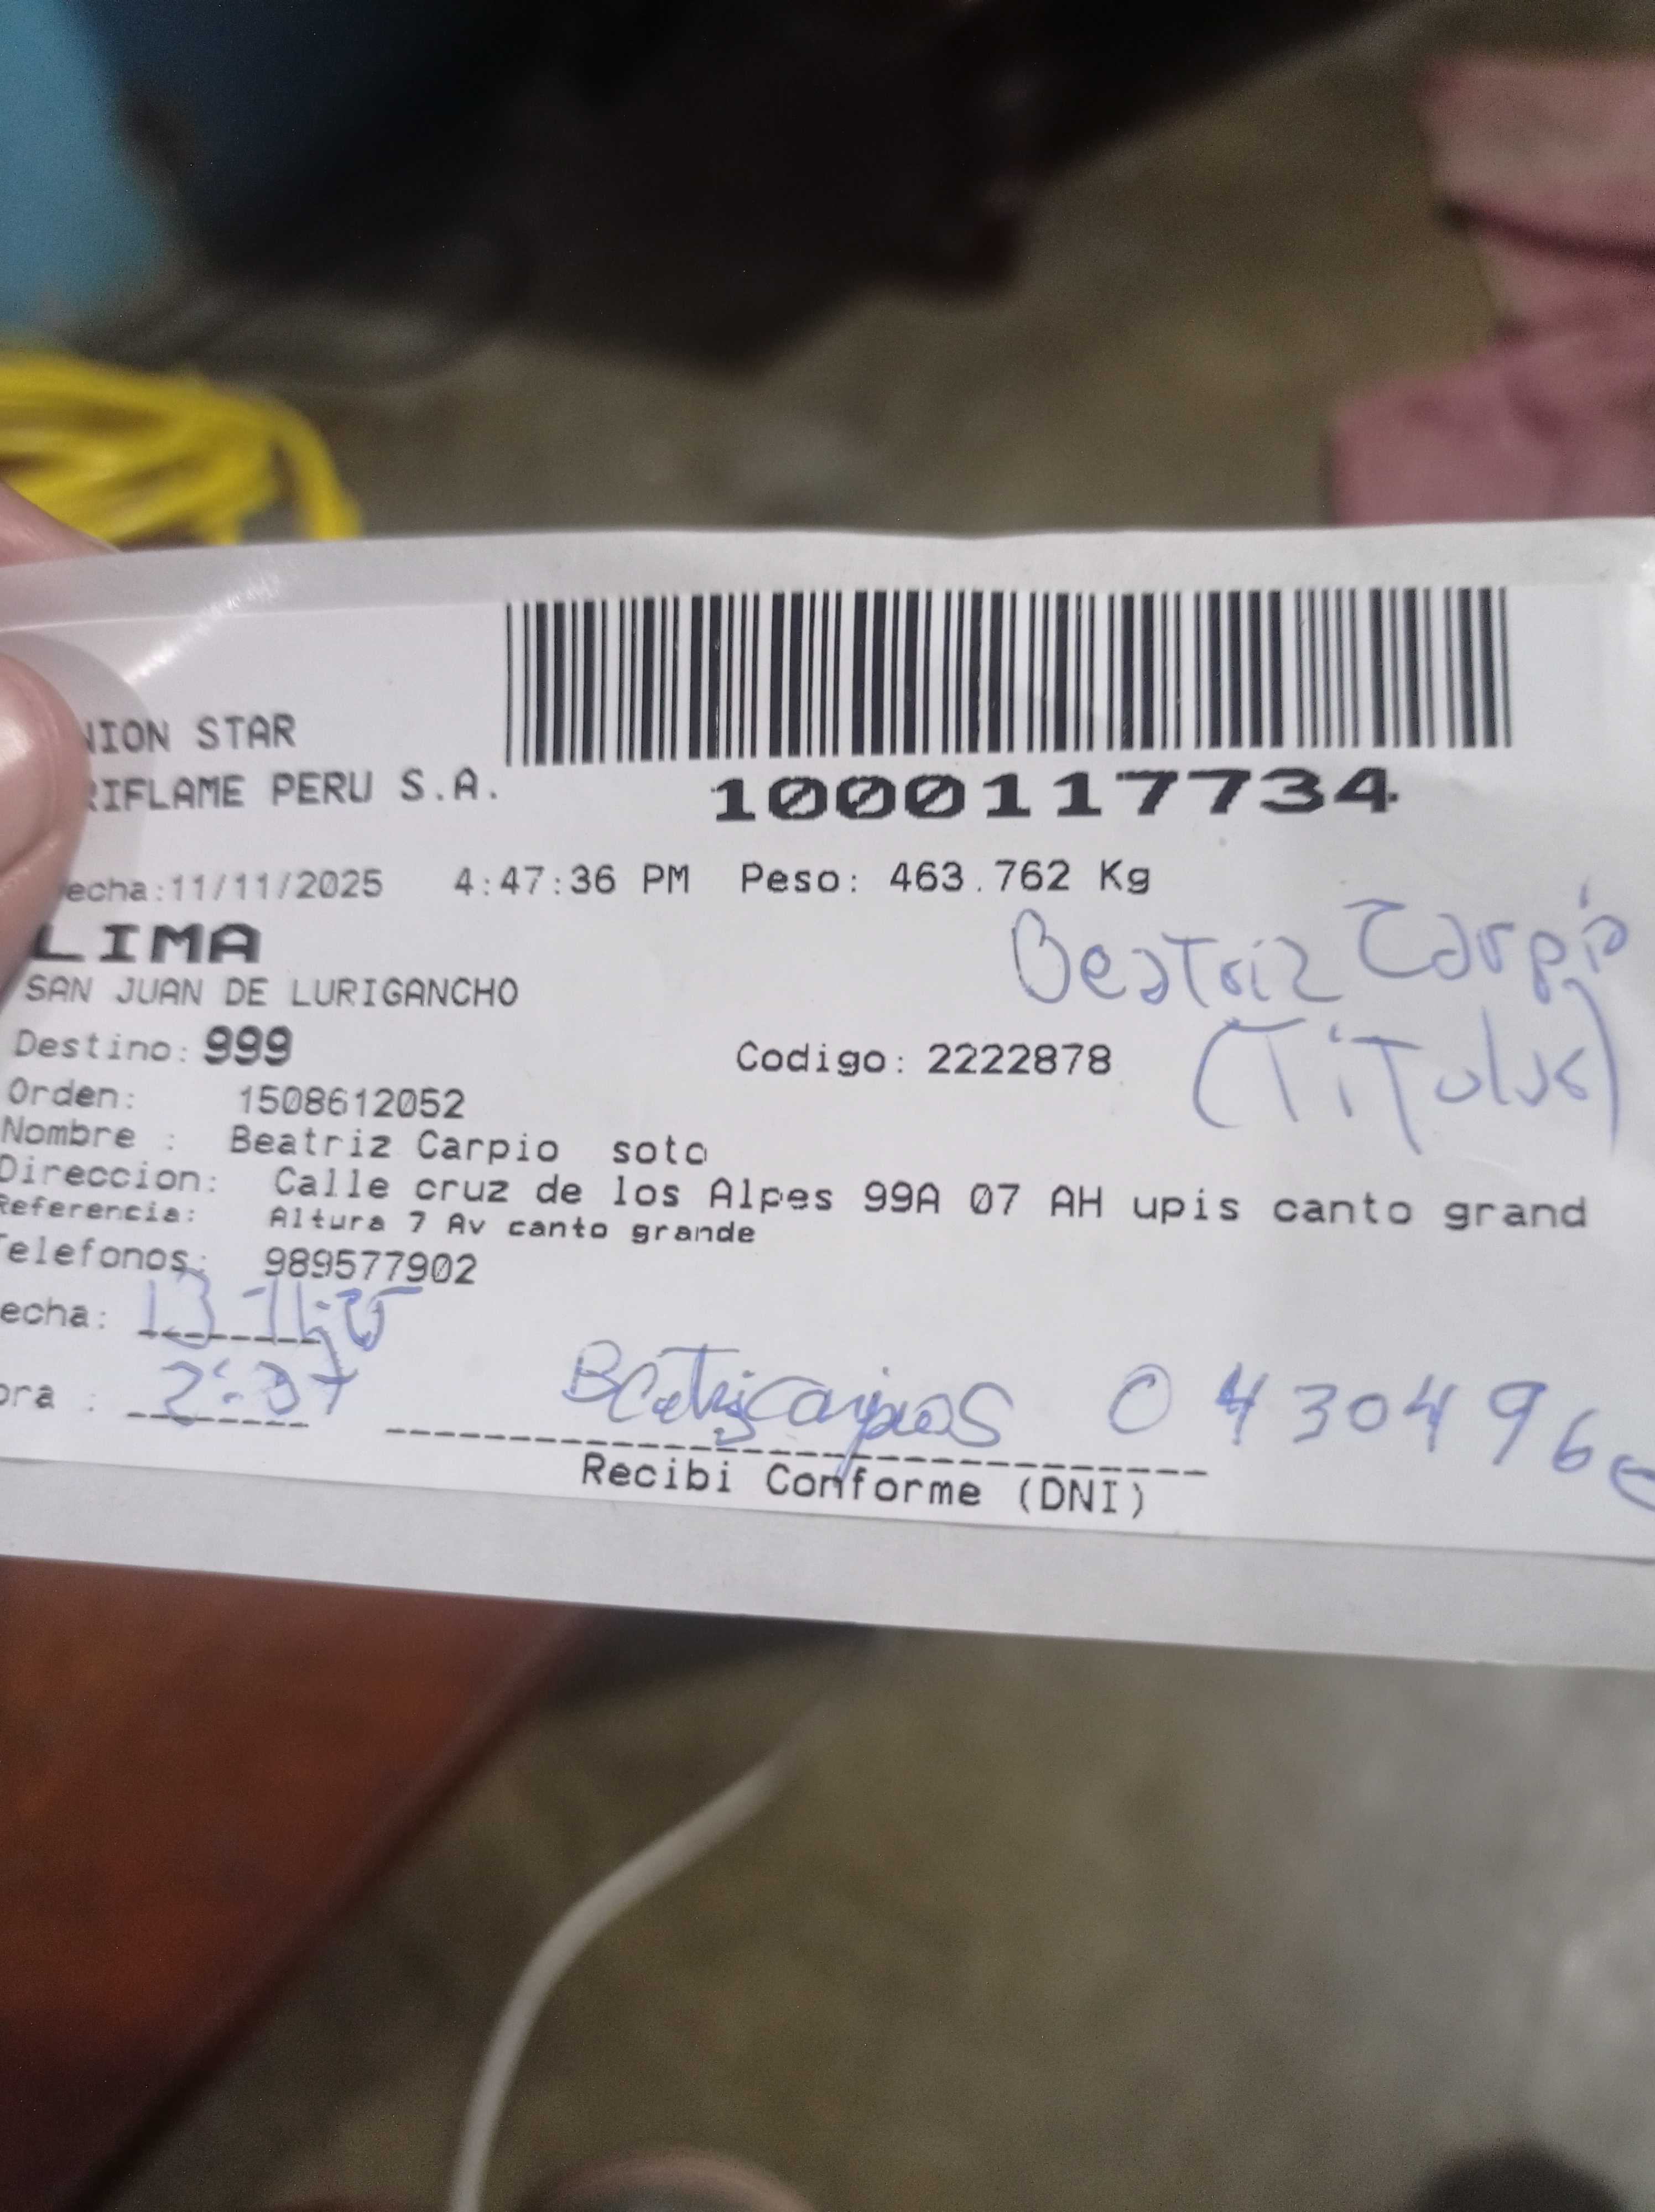 NION STAR
RIFLAME PERU S.A.
1000117734
echa:11/11/2025 4:47:36 PM Peso: 463.762 Kg
LIMA
Beatriz Carpio
SAN JUAN DE LURIGANCHO
(Titular)
Destino: 999 Codigo: 2222878
Orden: 1508612052
Nombre : Beatriz Carpio soto
Direccion: Calle cruz de los Alpes 99A 07 AH upis canto grand
Referencia: Altura 7 Av canto grande
Telefonos: 989577902
echa: 13-11-25
ora : 2:37 0430496
Recibi Conforme (DNI)